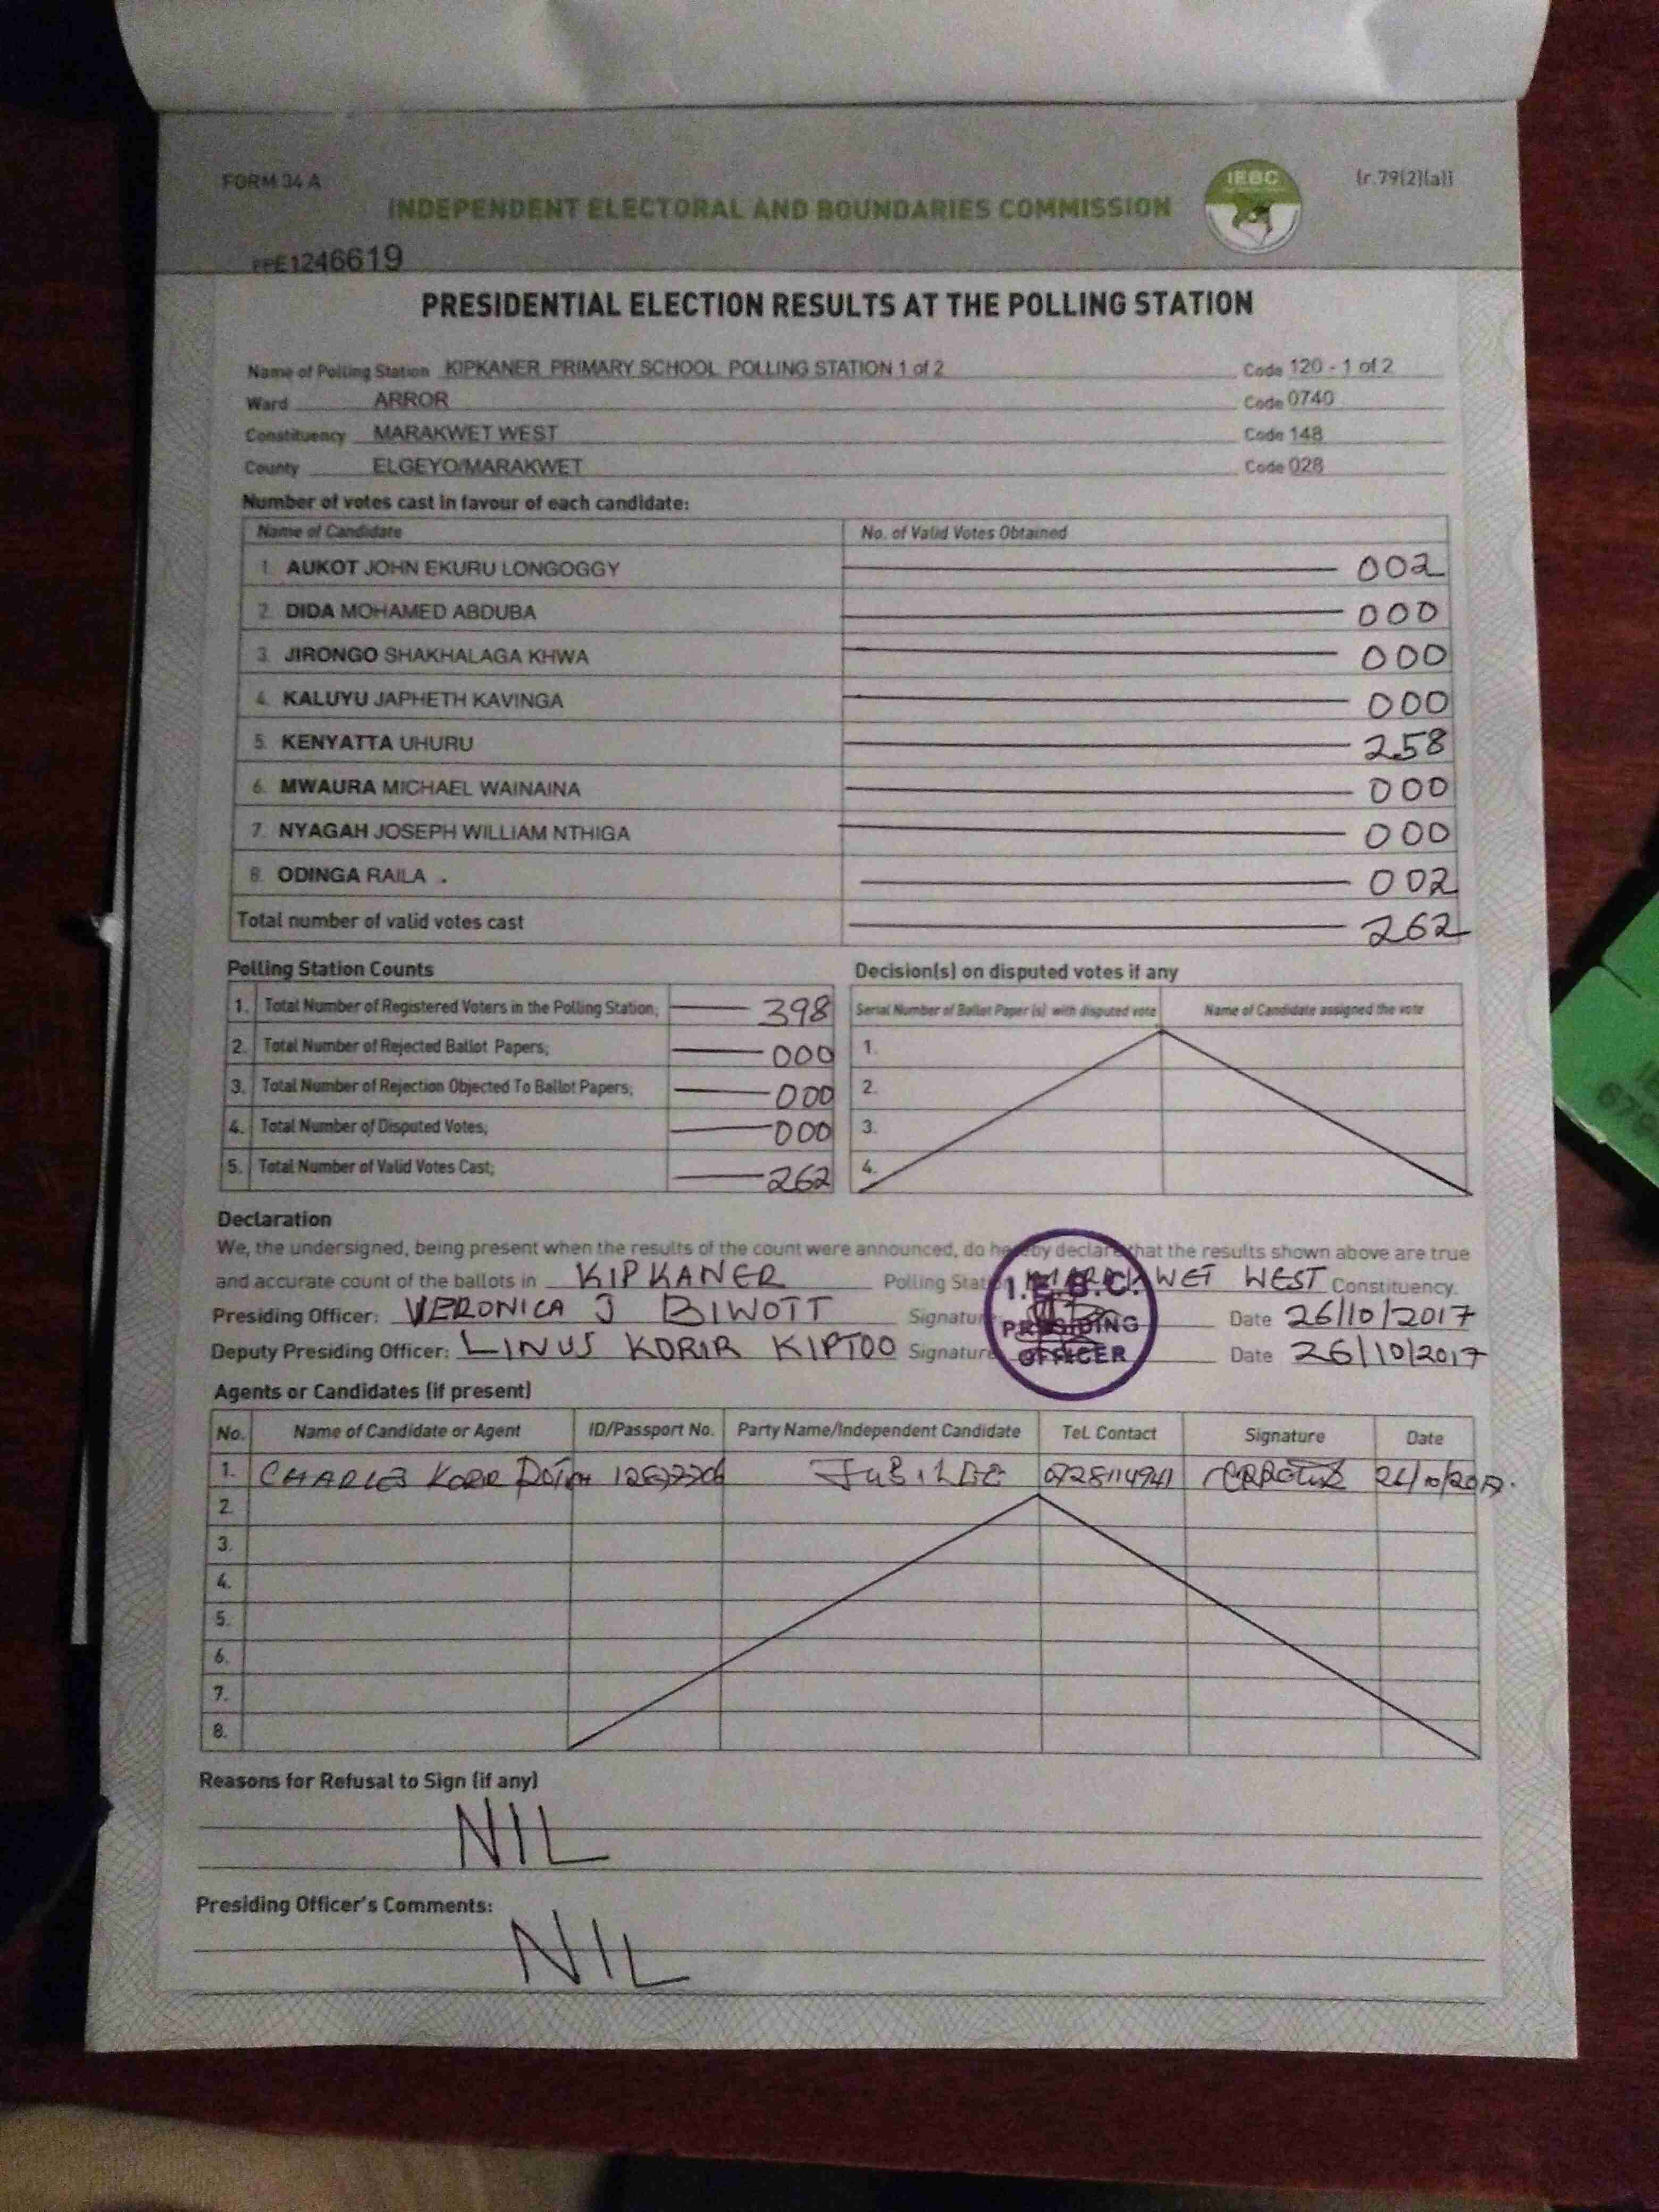 FORM 34 A
(r.79(2)(a))
IEBC
INDEPENDENT ELECTORAL AND BOUNDARIES COMMISSION
E1246619
PRESIDENTIAL ELECTION RESULTS AT THE POLLING STATION
Name of Polling Station KIPKANER PRIMARY SCHOOL POLLING STATION 1 of 2 Code 120 - 1 of 2
Ward ARROR Code 0740
Constituency MARAKWET WEST Code 148
County ELGEYO/MARAKWET Code 028
Number of votes cast in favour of each candidate:
Name of Candidate No. of Valid Votes Obtained
1. AUKOT JOHN EKURU LONGOGGY 002
2. DIDA MOHAMED ABDUBA 000
3. JIRONGO SHAKHALAGA KHWA 000
4. KALUYU JAPHETH KAVINGA 000
5. KENYATTA UHURU 258
6. MWAURA MICHAEL WAINAINA 000
7. NYAGAH JOSEPH WILLIAM NTHIGA 000
8. ODINGA RAILA 002
Total number of valid votes cast 262
Polling Station Counts
1. Total Number of Registered Voters in the Polling Station; 398
2. Total Number of Rejected Ballot Papers; 000
3. Total Number of Rejection Objected To Ballot Papers; 000
4. Total Number of Disputed Votes; 000
5. Total Number of Valid Votes Cast; 262
Decision(s) on disputed votes if any
Serial Number of Ballot Paper (s) with disputed vote Name of Candidate assigned the vote
1.
2.
3.
4.
Declaration
We, the undersigned, being present when the results of the count were announced, do hereby declare that the results shown above are true
and accurate count of the ballots in KIPKANER Polling Station MARAKWET WEST Constituency.
Presiding Officer: VERONICA J BIWOTT Signature: Date 26/10/2017
Deputy Presiding Officer: LINUS KORIR KIPTOO Signature Date 26/10/2017
I.E.B.C.
PRESIDING
OFFICER
Agents or Candidates (if present)
No. Name of Candidate or Agent ID/Passport No. Party Name/Independent Candidate Tel. Contact Signature Date
1. CHARLES KORIR JUBILEE 0728114941 26/10/2017.
2.
3.
4.
5.
6.
7.
8.
Reasons for Refusal to Sign (if any)
NIL
Presiding Officer's Comments:
NIL